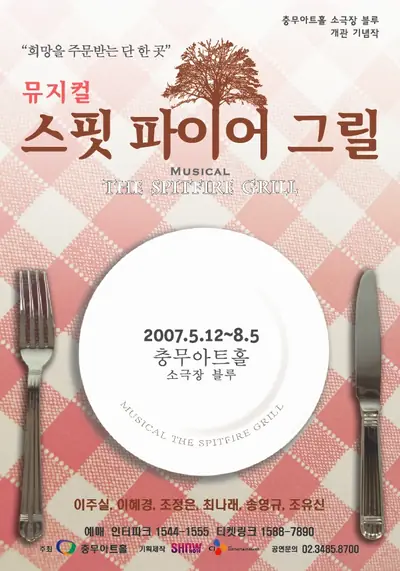 충무아트홀 소극장 블루
개관 기념작
“희망을 주문받는 단 한 곳”
뮤지컬
스핏 파이어 그릴
MUSICAL
THE SPITFIRE GRILL
2007.5.12~8.5
충무아트홀
소극장 블루
MUSICAL THE SPITFIRE GRILL
이주실, 이혜경, 조정은, 최나래, 송영규, 조유신
예매 인터파크 1544-1555 티켓링크 1588-7890
주최 충무아트홀 기획제작 SHOW CJ 공연문의 02.3485.8700